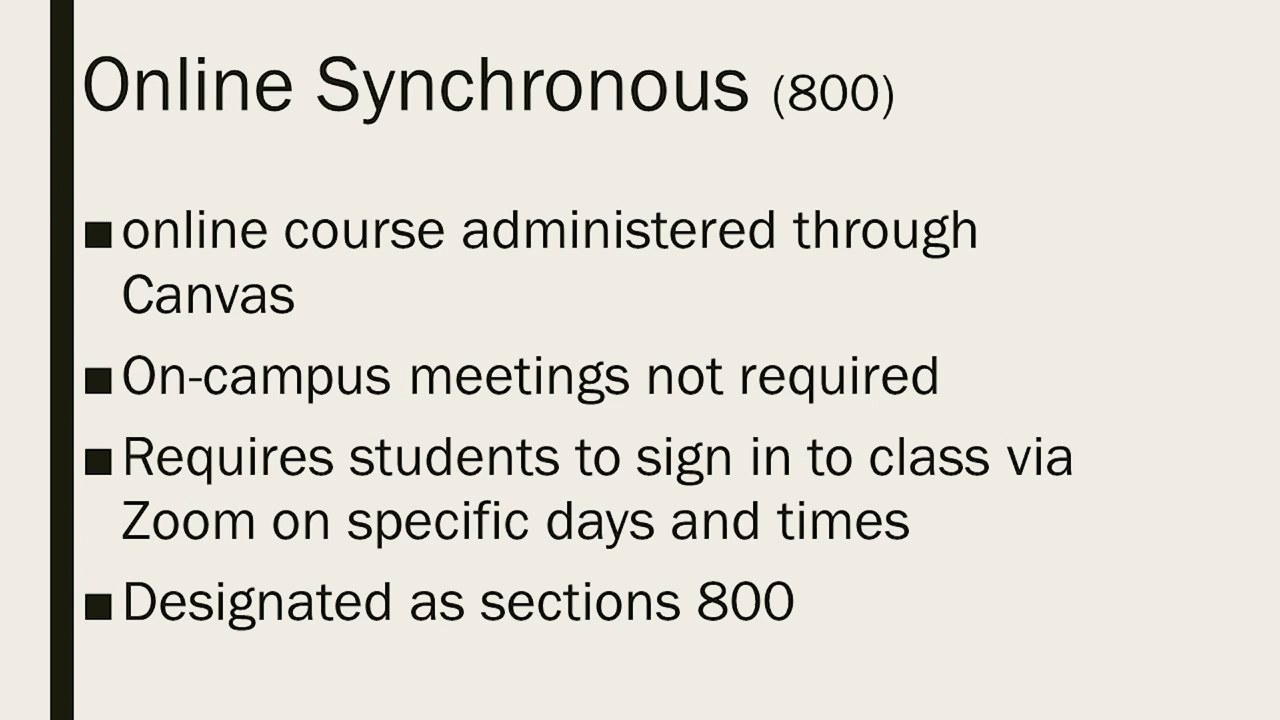 Online Synchronous (800)
■ online course administered through
Canvas
■ On-campus meetings not required
■ Requires students to sign in to class via
Zoom on specific days and times
■ Designated as sections 800